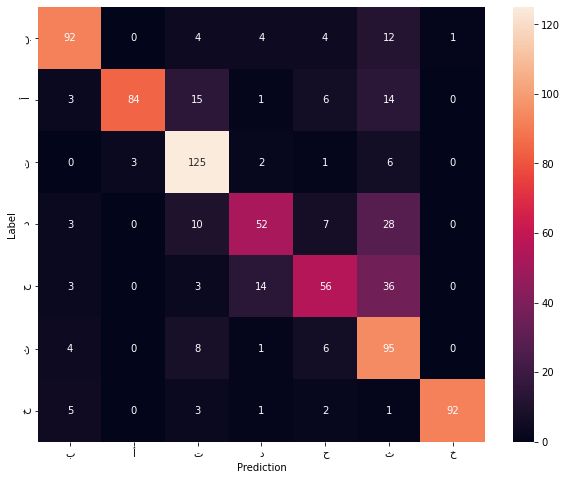 ب 92 0 4 4 4 12 1
أ 3 84 15 1 6 14 0
ت 0 3 125 2 1 6 0
د 3 0 10 52 7 28 0
ح 3 0 3 14 56 36 0
ث 4 0 8 1 6 95 0
خ 5 0 3 1 2 1 92
ب أ ت د ح ث خ
Label
Prediction
120
100
80
60
40
20
0